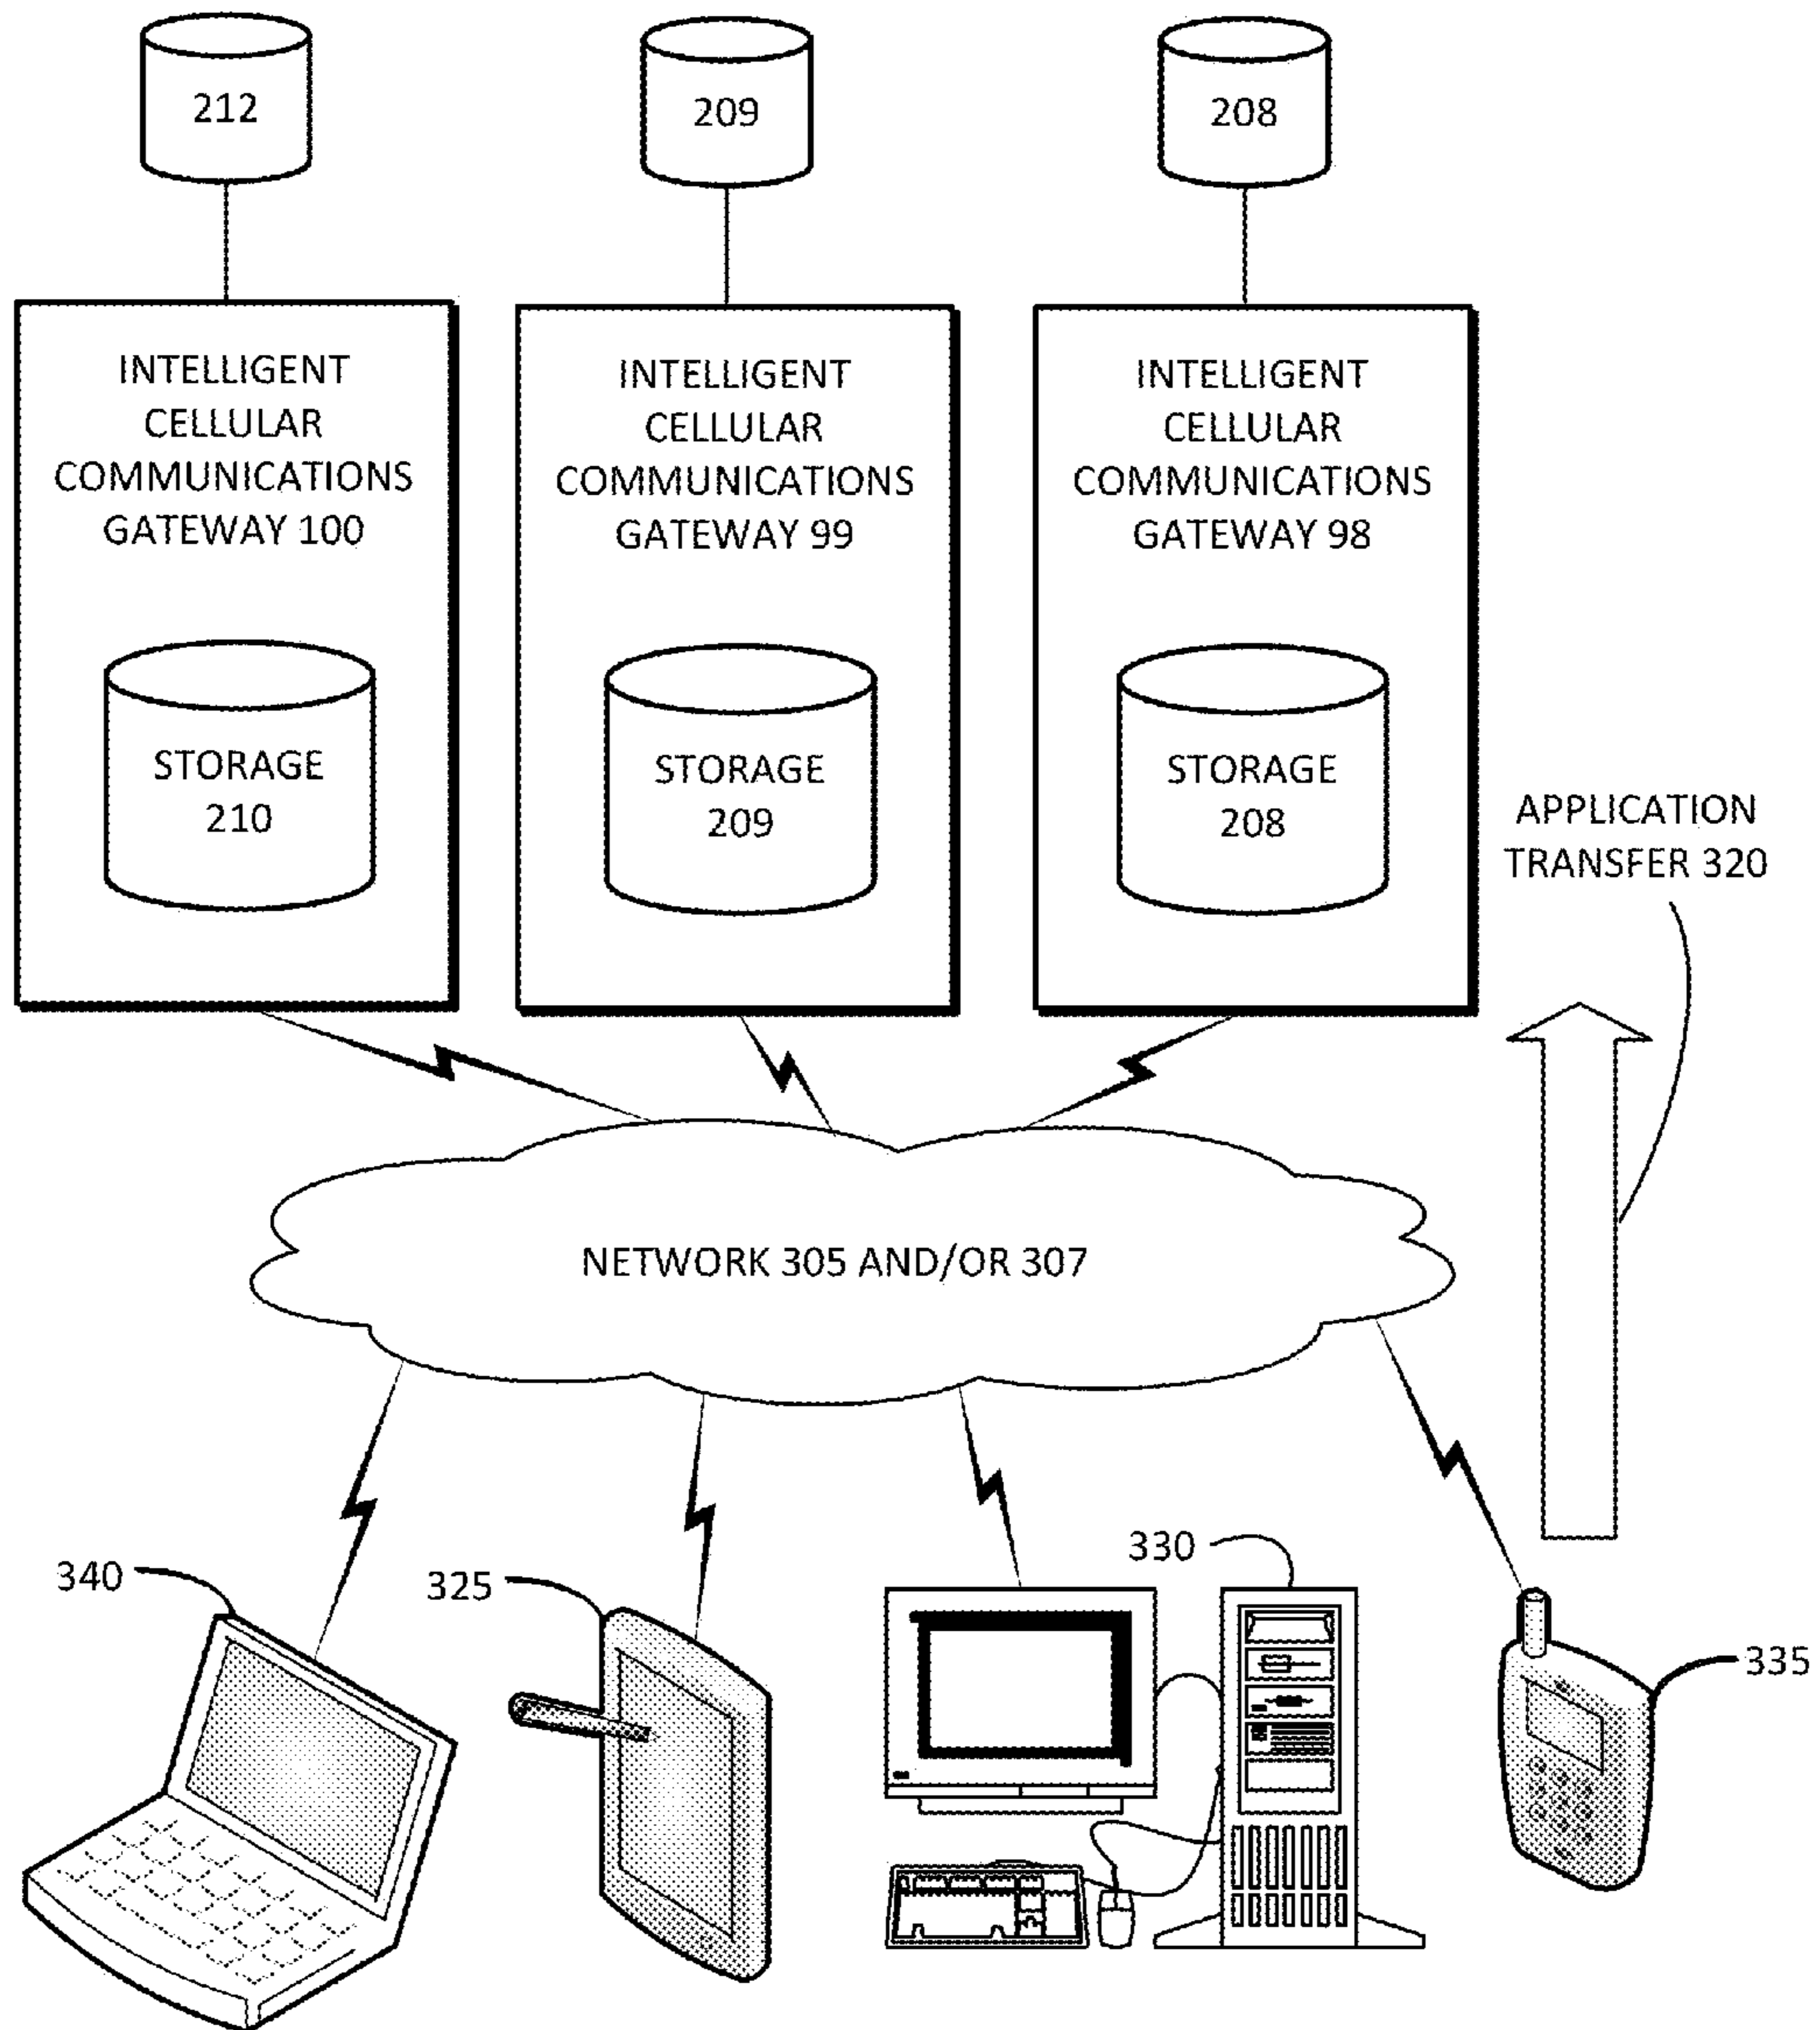 212
209
208
INTELLIGENT
CELLULAR
COMMUNICATIONS
GATEWAY 100
INTELLIGENT
CELLULAR
COMMUNICATIONS
GATEWAY 99
INTELLIGENT
CELLULAR
COMMUNICATIONS
GATEWAY 98
STORAGE
210
STORAGE
209
STORAGE
208
APPLICATION
TRANSFER 320
NETWORK 305 AND/OR 307
340
325
330
335